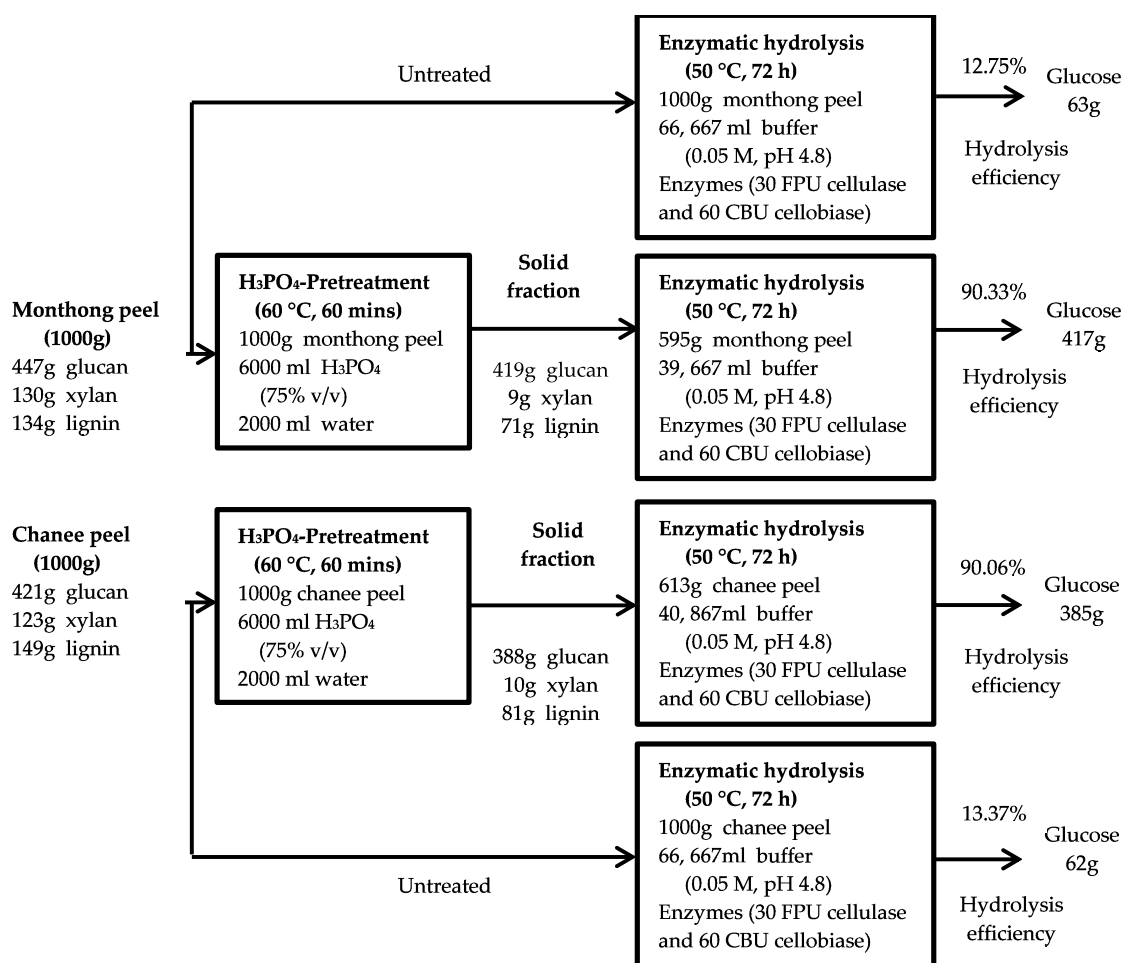 Untreated
Enzymatic hydrolysis
(50 °C, 72 h)
1000g monthong peel
66, 667 ml buffer
(0.05 M, pH 4.8)
Enzymes (30 FPU cellulase
and 60 CBU cellobiase)
12.75%
Hydrolysis
efficiency
Glucose
63g
Monthong peel
(1000g)
447g glucan
130g xylan
134g lignin
H₃PO₄-Pretreatment
(60 °C, 60 mins)
1000g monthong peel
6000 ml H₃PO₄
(75% v/v)
2000 ml water
Solid
fraction
419g glucan
9g xylan
71g lignin
Enzymatic hydrolysis
(50 °C, 72 h)
595g monthong peel
39, 667 ml buffer
(0.05 M, pH 4.8)
Enzymes (30 FPU cellulase
and 60 CBU cellobiase)
90.33%
Hydrolysis
efficiency
Glucose
417g
Chanee peel
(1000g)
421g glucan
123g xylan
149g lignin
H₃PO₄-Pretreatment
(60 °C, 60 mins)
1000g chanee peel
6000 ml H₃PO₄
(75% v/v)
2000 ml water
Solid
fraction
388g glucan
10g xylan
81g lignin
Enzymatic hydrolysis
(50 °C, 72 h)
613g chanee peel
40, 867ml buffer
(0.05 M, pH 4.8)
Enzymes (30 FPU cellulase
and 60 CBU cellobiase)
90.06%
Hydrolysis
efficiency
Glucose
385g
Untreated
Enzymatic hydrolysis
(50 °C, 72 h)
1000g chanee peel
66, 667ml buffer
(0.05 M, pH 4.8)
Enzymes (30 FPU cellulase
and 60 CBU cellobiase)
13.37%
Hydrolysis
efficiency
Glucose
62g